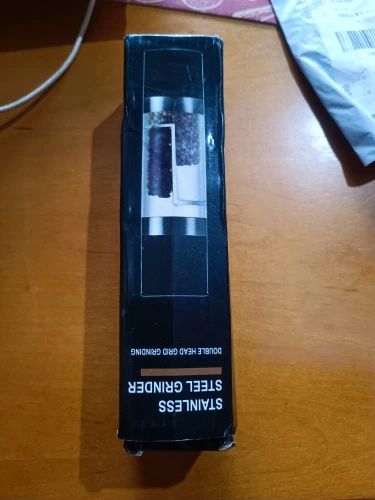 STAINLESS
STEEL GRINDER
DOUBLE HEAD GRID GRINDING